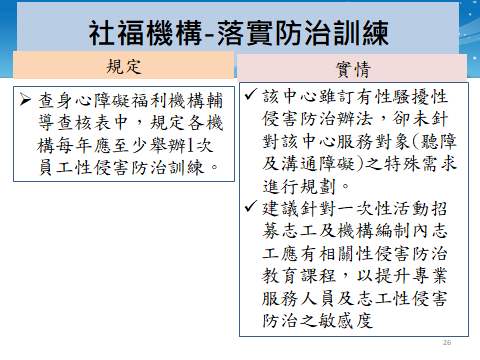 社福機構-落實防治訓練
規定
➢ 查身心障礙福利機構輔
導查核表中，規定各機
構每年應至少舉辦1次
員工性侵害防治訓練。
實情
✓ 該中心雖訂有性騷擾性
侵害防治辦法，卻未針
對該中心服務對象(聽障
及溝通障礙)之特殊需求
進行規劃。
✓ 建議針對一次性活動招
募志工及機構編制內志
工應有相關性侵害防治
教育課程，以提升專業
服務人員及志工性侵害
防治之敏感度
26